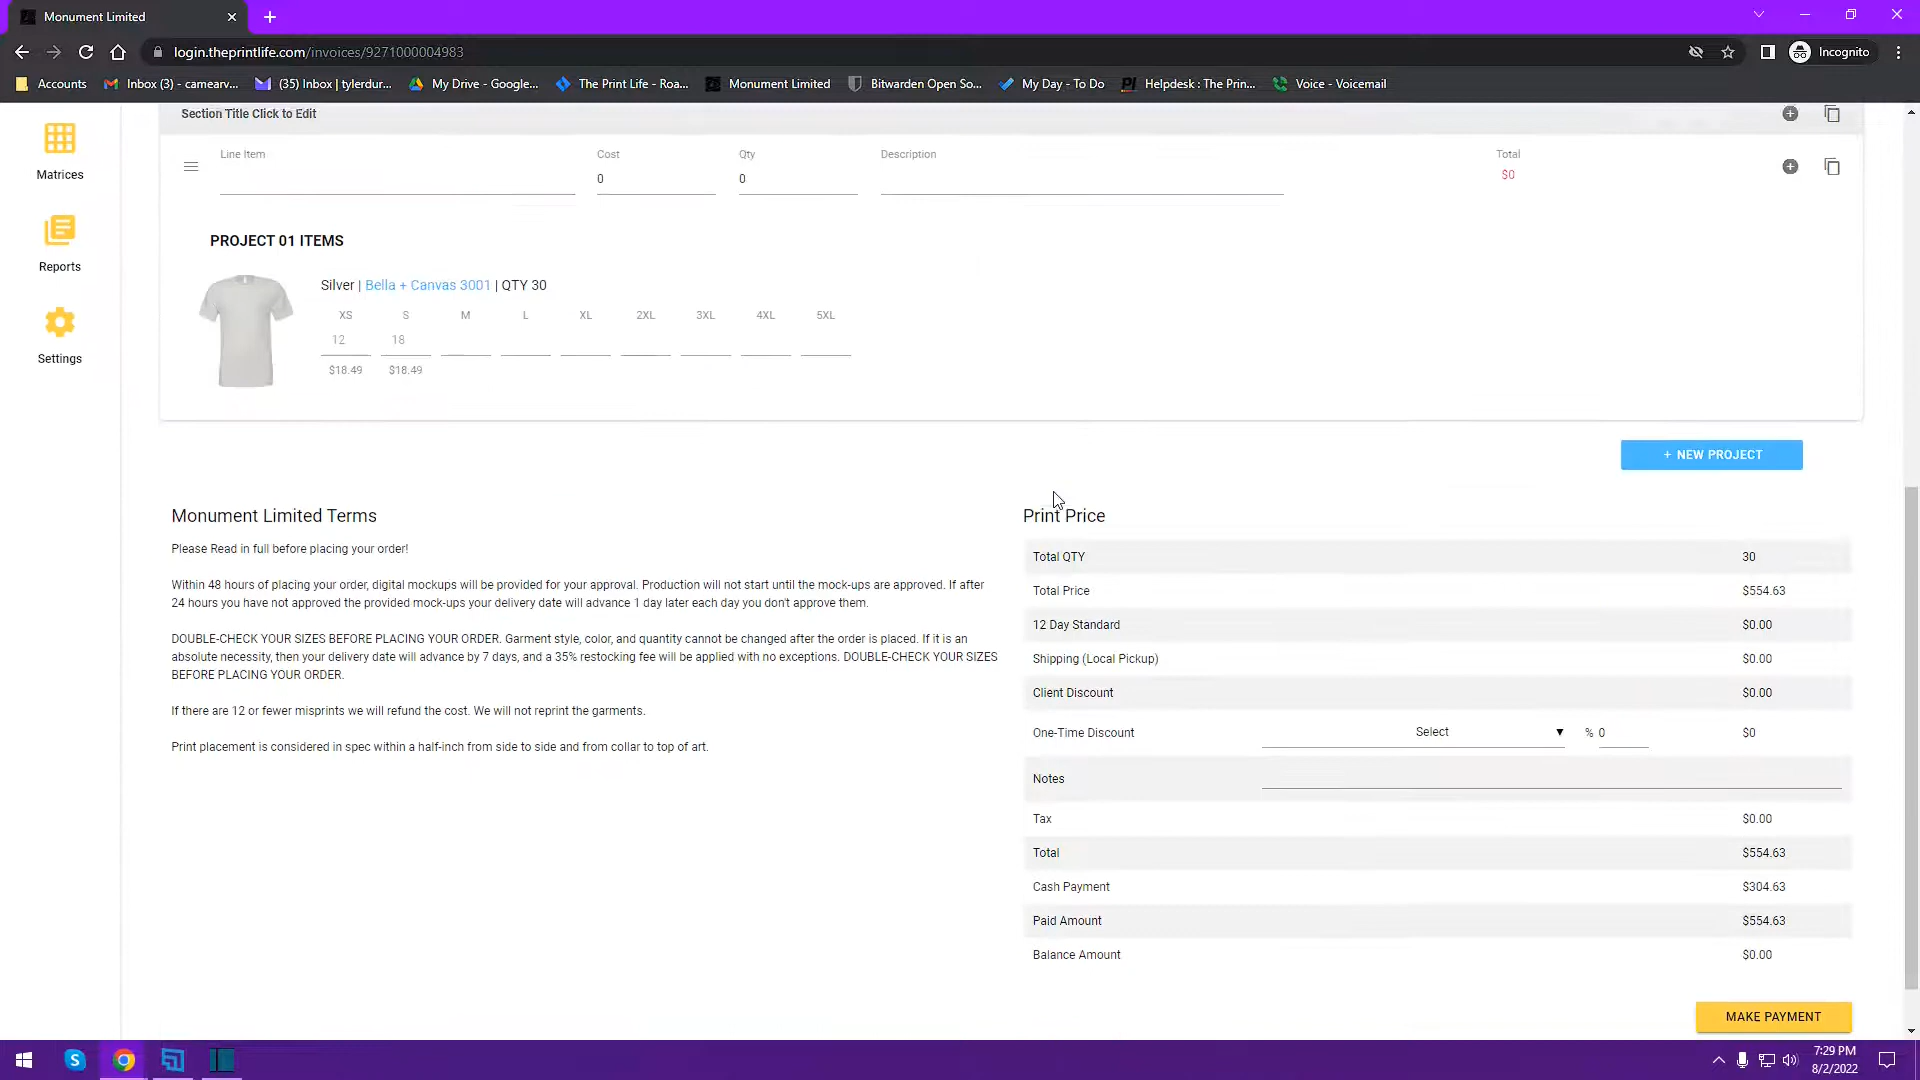 Monument Limited
login.theprintlife.com/invoices/9271000004983
Incognito
Accounts
Inbox (3) - camearv...
(35) Inbox | tylerdur...
My Drive - Google...
The Print Life - Roa...
Monument Limited
Bitwarden Open So...
My Day - To Do
Helpdesk : The Prin...
Voice - Voicemail
Matrices
Reports
Settings
Section Title Click to Edit
Line Item Cost Qty Description Total
0 0 $0
PROJECT 01 ITEMS
Silver | Bella + Canvas 3001 | QTY 30
XS S M L XL 2XL 3XL 4XL 5XL
12 18
$18.49 $18.49
+ NEW PROJECT
Monument Limited Terms
Please Read in full before placing your order!
Within 48 hours of placing your order, digital mockups will be provided for your approval. Production will not start until the mock-ups are approved. If after
24 hours you have not approved the provided mock-ups your delivery date will advance 1 day later each day you don't approve them.
DOUBLE-CHECK YOUR SIZES BEFORE PLACING YOUR ORDER. Garment style, color, and quantity cannot be changed after the order is placed. If it is an
absolute necessity, then your delivery date will advance by 7 days, and a 35% restocking fee will be applied with no exceptions. DOUBLE-CHECK YOUR SIZES
BEFORE PLACING YOUR ORDER.
If there are 12 or fewer misprints we will refund the cost. We will not reprint the garments.
Print placement is considered in spec within a half-inch from side to side and from collar to top of art.
Print Price
Total QTY 30
Total Price $554.63
12 Day Standard $0.00
Shipping (Local Pickup) $0.00
Client Discount $0.00
One-Time Discount Select % 0 $0
Notes
Tax $0.00
Total $554.63
Cash Payment $304.63
Paid Amount $554.63
Balance Amount $0.00
MAKE PAYMENT
7:29 PM
8/2/2022